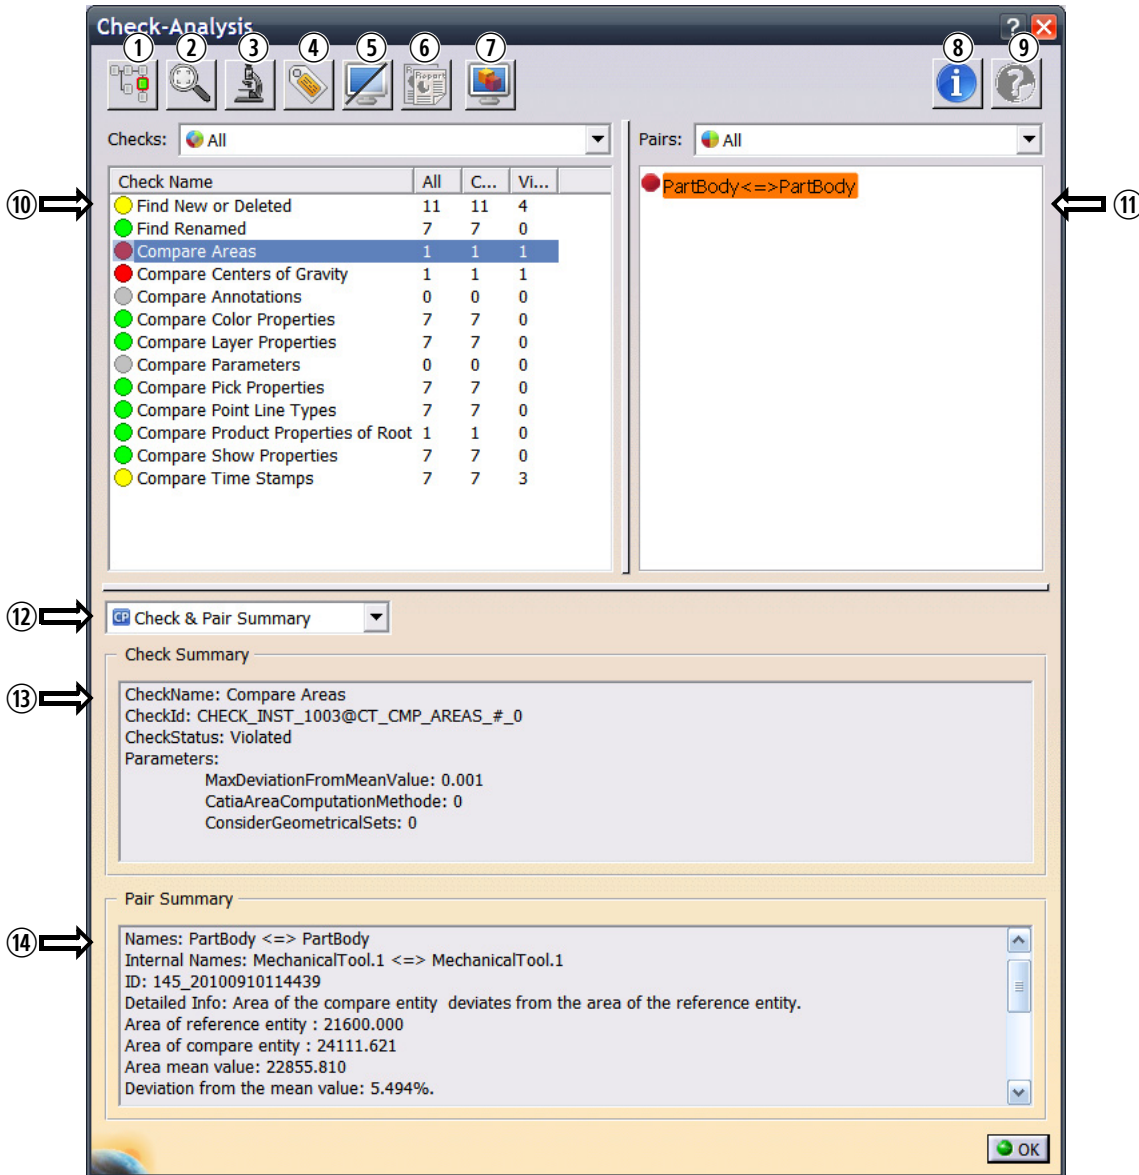 Check-Analysis
① ② ③ ④ ⑤ ⑥ ⑦ ⑧ ⑨
Report
Checks: All
Pairs: All
Check Name All C... Vi...
⑩
Find New or Deleted 11 11 4
Find Renamed 7 7 0
Compare Areas 1 1 1
Compare Centers of Gravity 1 1 1
Compare Annotations 0 0 0
Compare Color Properties 7 7 0
Compare Layer Properties 7 7 0
Compare Parameters 0 0 0
Compare Pick Properties 7 7 0
Compare Point Line Types 7 7 0
Compare Product Properties of Root 1 1 0
Compare Show Properties 7 7 0
Compare Time Stamps 7 7 3
PartBody<=>PartBody
⑪
⑫
CP Check & Pair Summary
Check Summary
⑬
CheckName: Compare Areas
CheckId: CHECK_INST_1003@CT_CMP_AREAS_#_0
CheckStatus: Violated
Parameters:
MaxDeviationFromMeanValue: 0.001
CatiaAreaComputationMethode: 0
ConsiderGeometricalSets: 0
Pair Summary
⑭
Names: PartBody <=> PartBody
Internal Names: MechanicalTool.1 <=> MechanicalTool.1
ID: 145_20100910114439
Detailed Info: Area of the compare entity  deviates from the area of the reference entity.
Area of reference entity : 21600.000
Area of compare entity : 24111.621
Area mean value: 22855.810
Deviation from the mean value: 5.494%.
OK